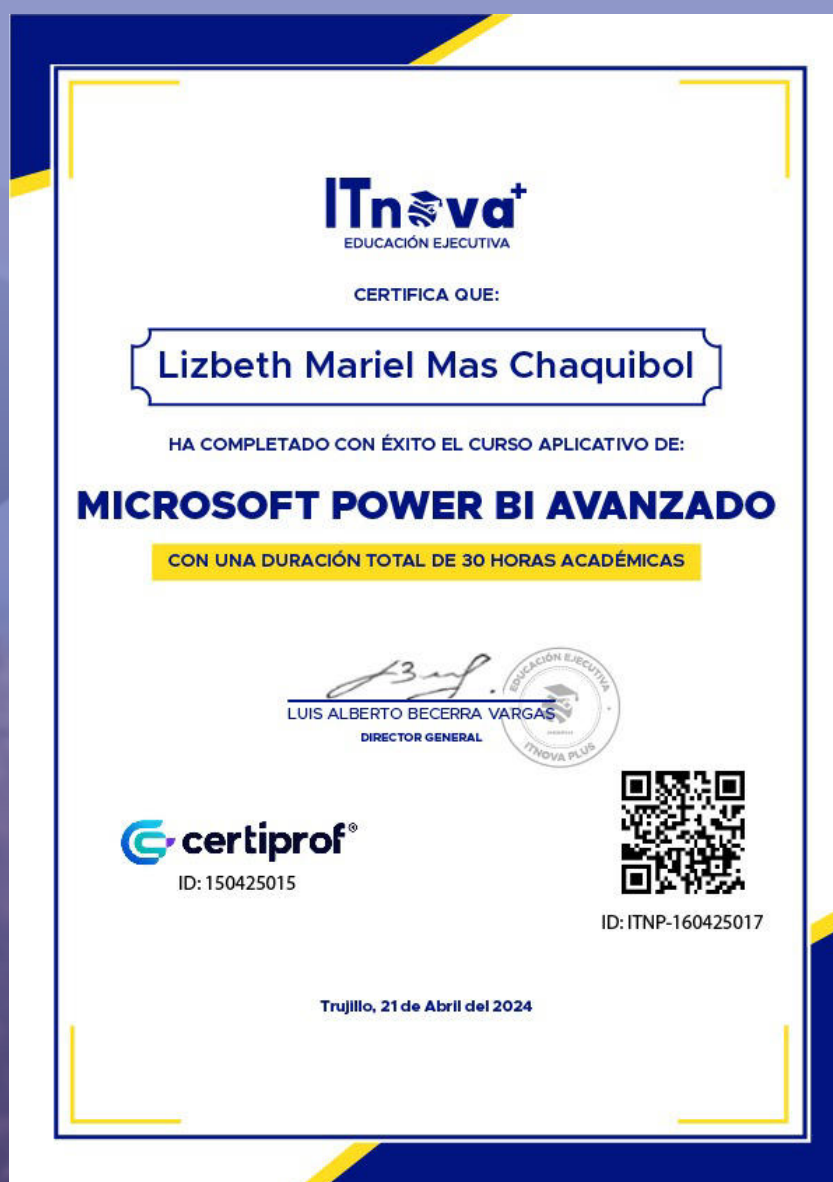 ITnova+
EDUCACIÓN EJECUTIVA
CERTIFICA QUE:
Lizbeth Mariel Mas Chaquibol
HA COMPLETADO CON ÉXITO EL CURSO APLICATIVO DE:
MICROSOFT POWER BI AVANZADO
CON UNA DURACIÓN TOTAL DE 30 HORAS ACADÉMICAS
EDUCACIÓN EJECUTIVA
ITNOVA PLUS
LUIS ALBERTO BECERRA VARGAS
DIRECTOR GENERAL
certiprof®
ID: 150425015
ID: ITNP-160425017
Trujillo, 21 de Abril del 2024